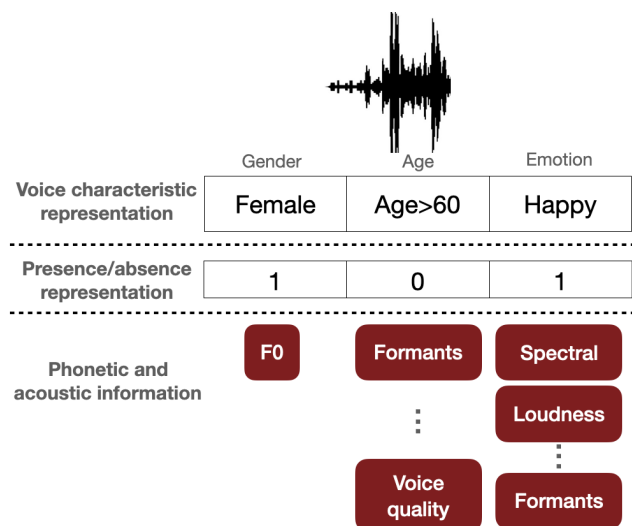 Gender Age Emotion
Voice characteristic
representation
Female Age>60 Happy
Presence/absence
representation
1 0 1
Phonetic and
acoustic information
F0 Formants Spectral
Loudness
Voice
quality
Formants